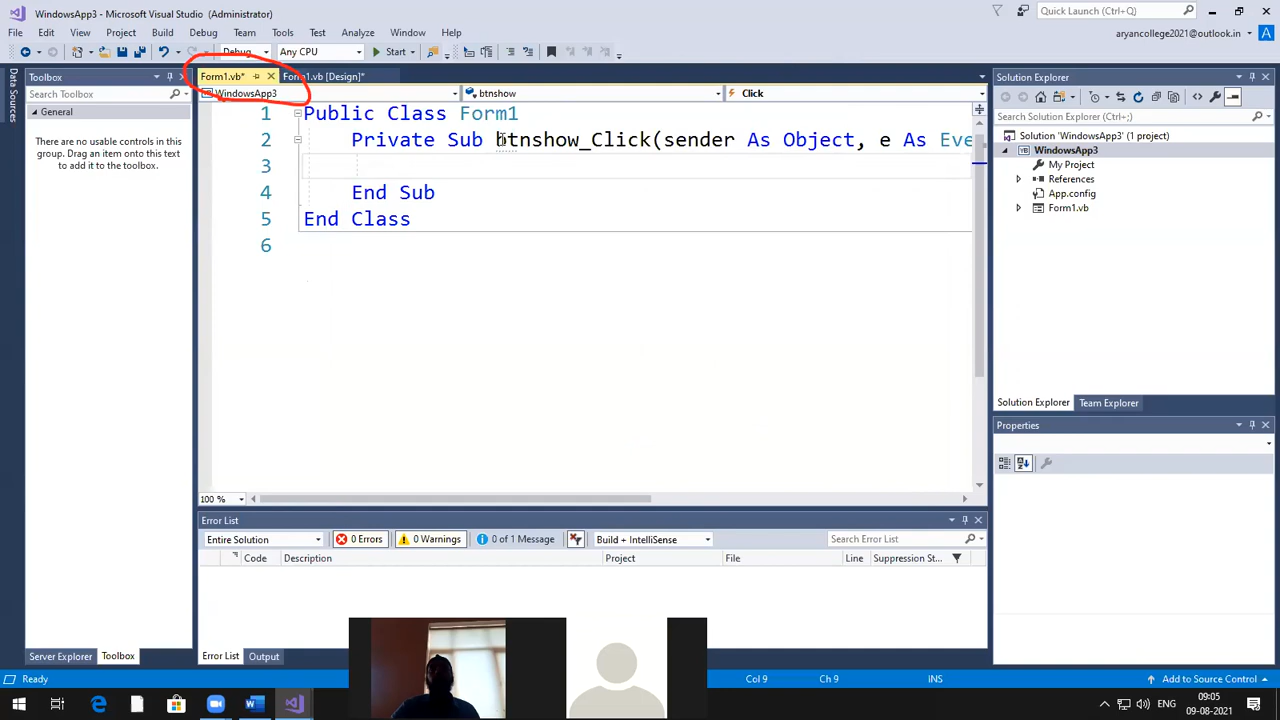 WindowsApp3 - Microsoft Visual Studio (Administrator)
Quick Launch (Ctrl+Q)
File Edit View Project Build Debug Team Tools Test Analyze Window Help
aryancollege2021@outlook.in A
Debug Any CPU Start
Data Sources
Toolbox
Search Toolbox
General
There are no usable controls in this
group. Drag an item onto this text
to add it to the toolbox.
Form1.vb* Form1.vb [Design]*
WindowsApp3 btnshow Click
1 Public Class Form1
2 Private Sub btnshow_Click(sender As Object, e As Eve
3
4 End Sub
5 End Class
6
100 %
Solution Explorer
Search Solution Explorer (Ctrl+;)
Solution 'WindowsApp3' (1 project)
WindowsApp3
My Project
References
App.config
Form1.vb
Solution Explorer Team Explorer
Properties
Error List
Entire Solution 0 Errors 0 Warnings 0 of 1 Message Build + IntelliSense Search Error List
Code Description Project File Line Suppression St...
Server Explorer Toolbox
Error List Output
Ready Col 9 Ch 9 INS Add to Source Control
ENG
09:05
09-08-2021